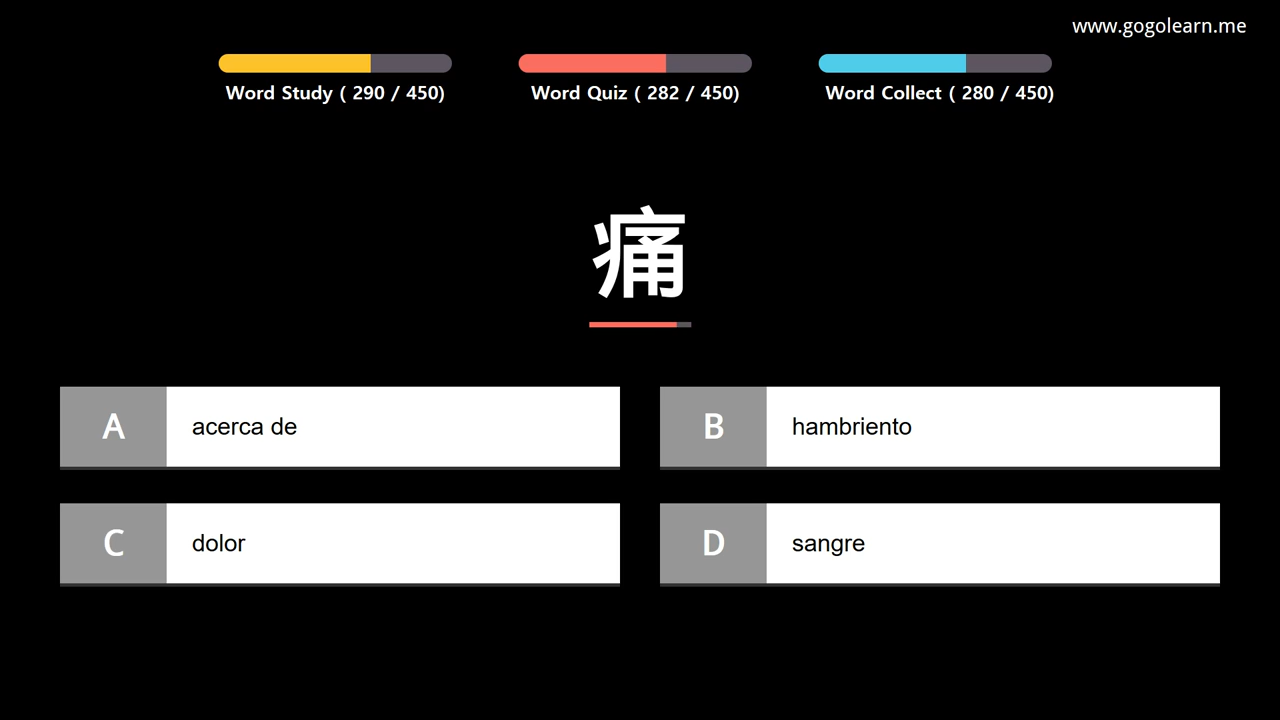 www.gogolearn.me
Word Study ( 290 / 450)
Word Quiz ( 282 / 450)
Word Collect ( 280 / 450)
痛
A acerca de
B hambriento
C dolor
D sangre